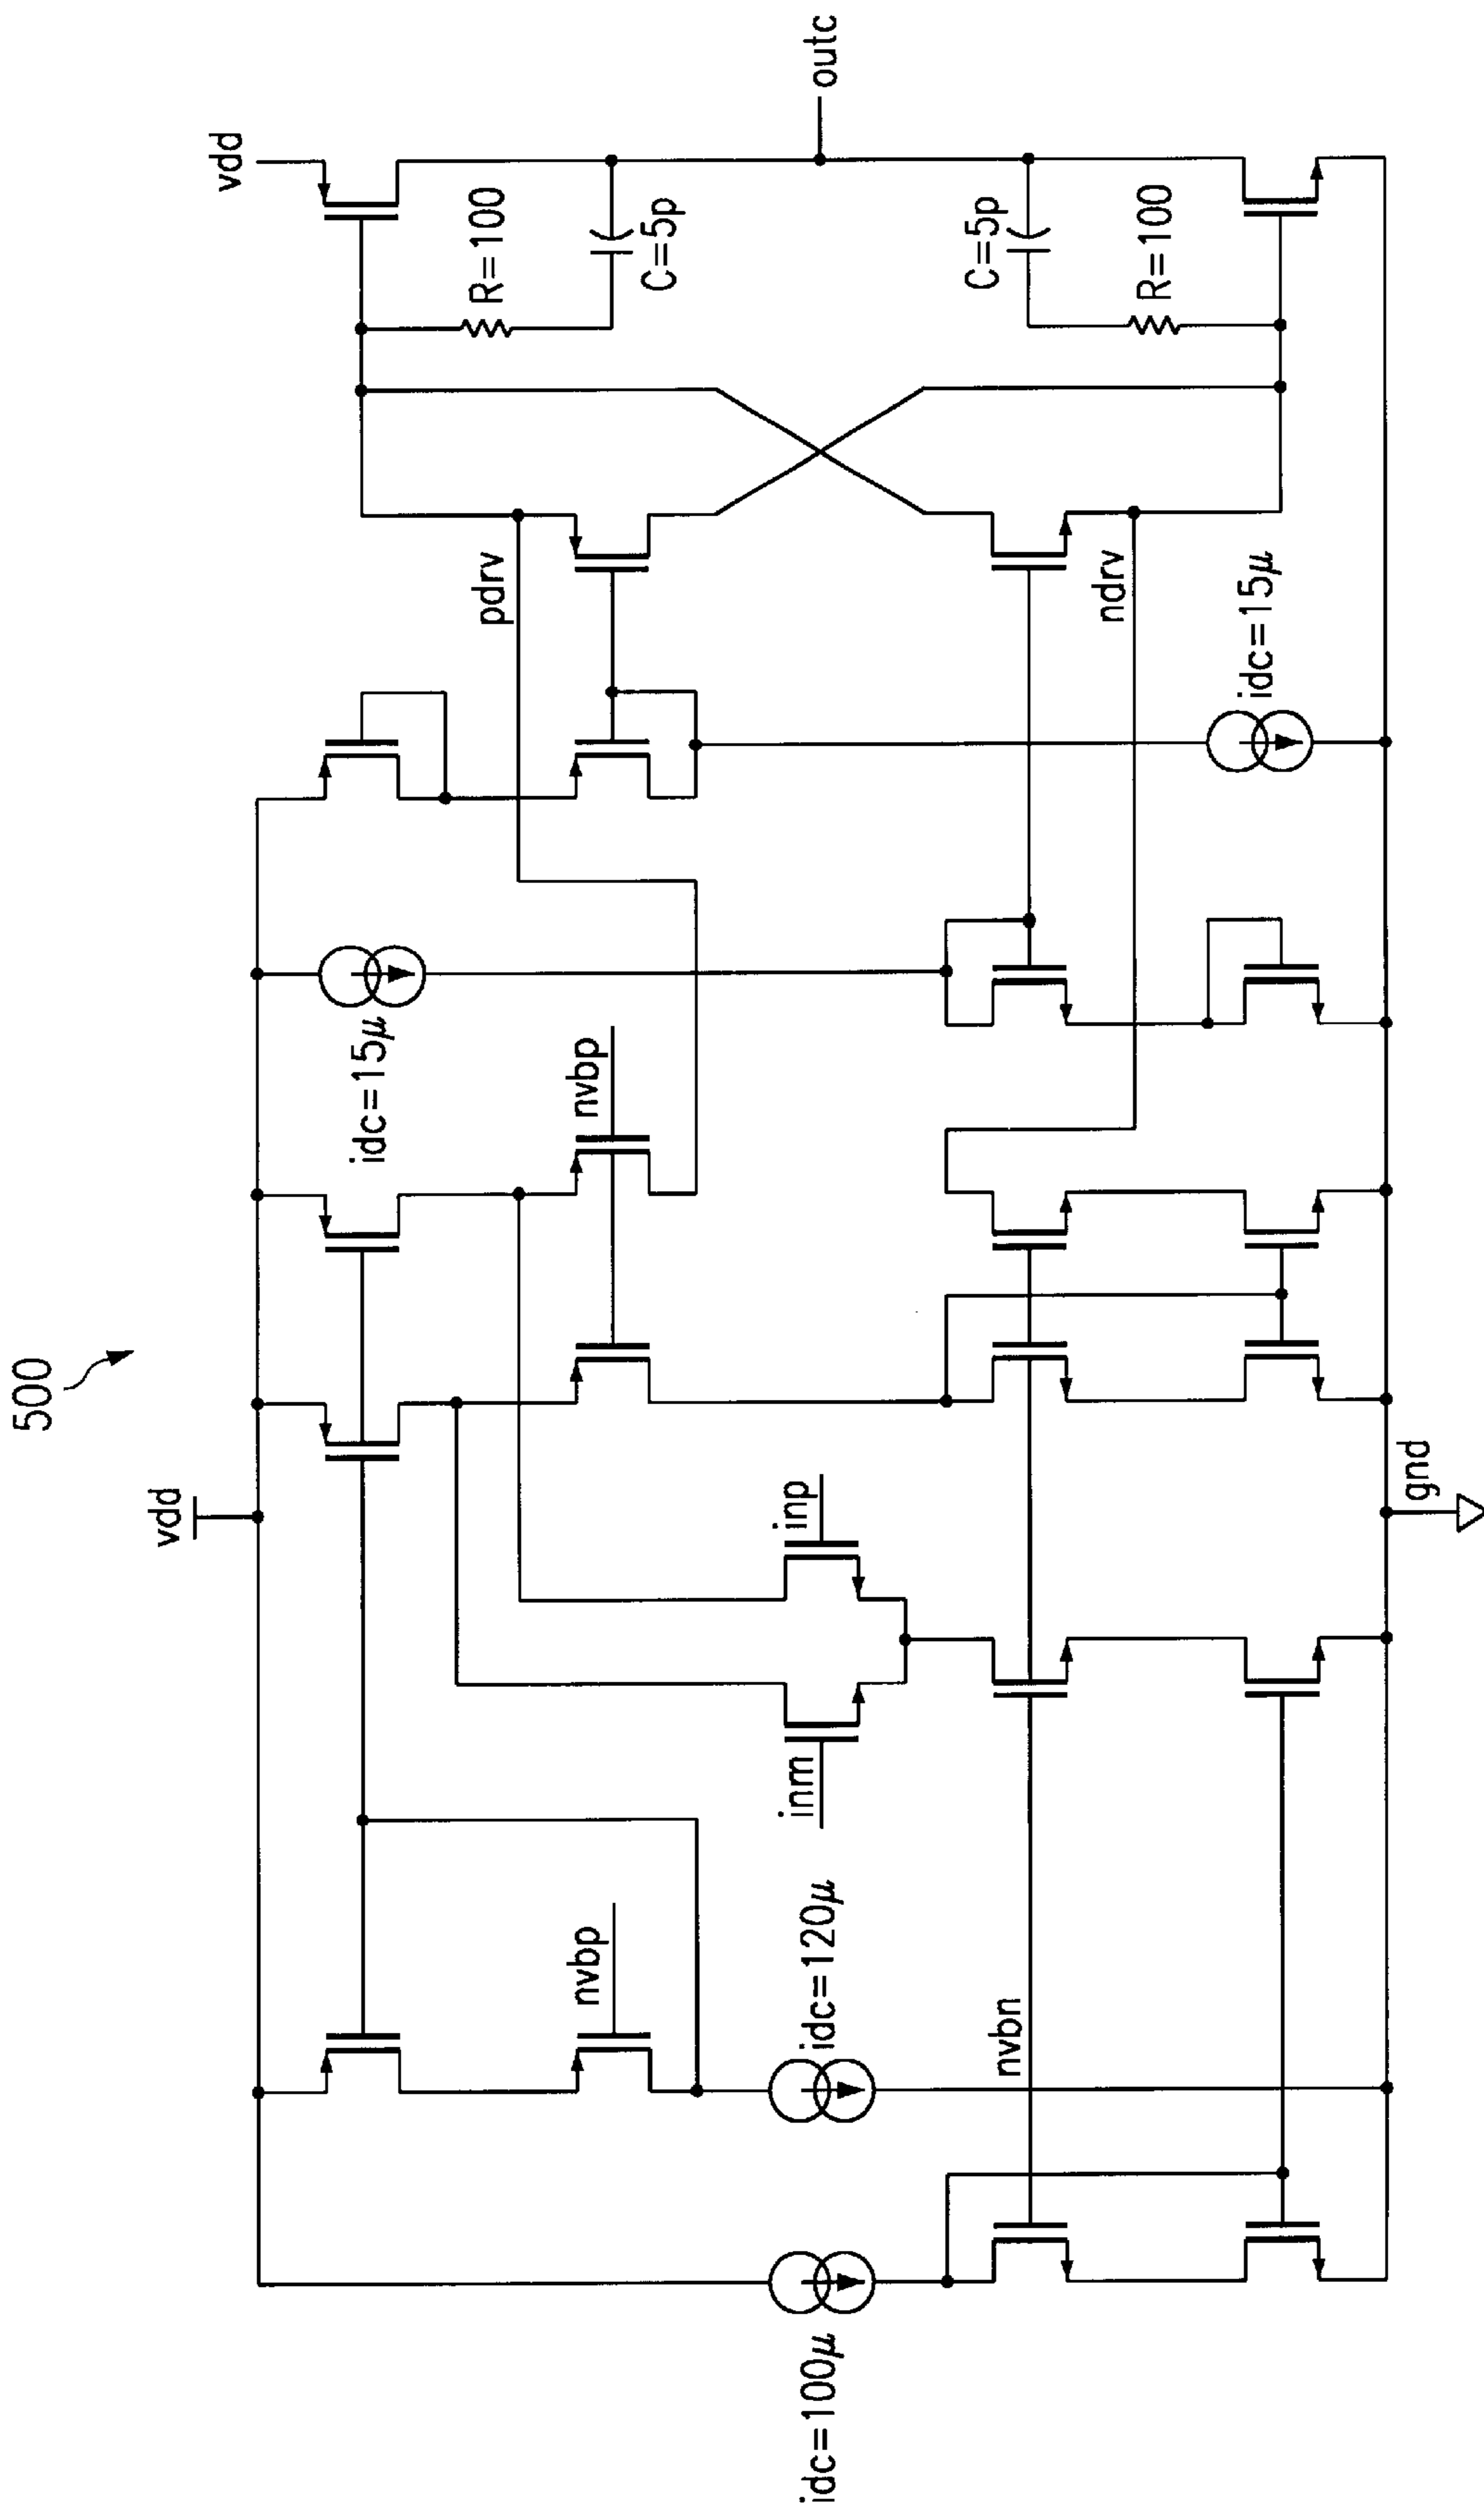 500
vdd
vdd
idc=15µ
R=100
nvbp
nvbp
pdrv
C=5p
inm
inp
outc
idc=100µ
idc=120µ
C=5p
nvbn
ndrv
R=100
idc=15µ
gnd